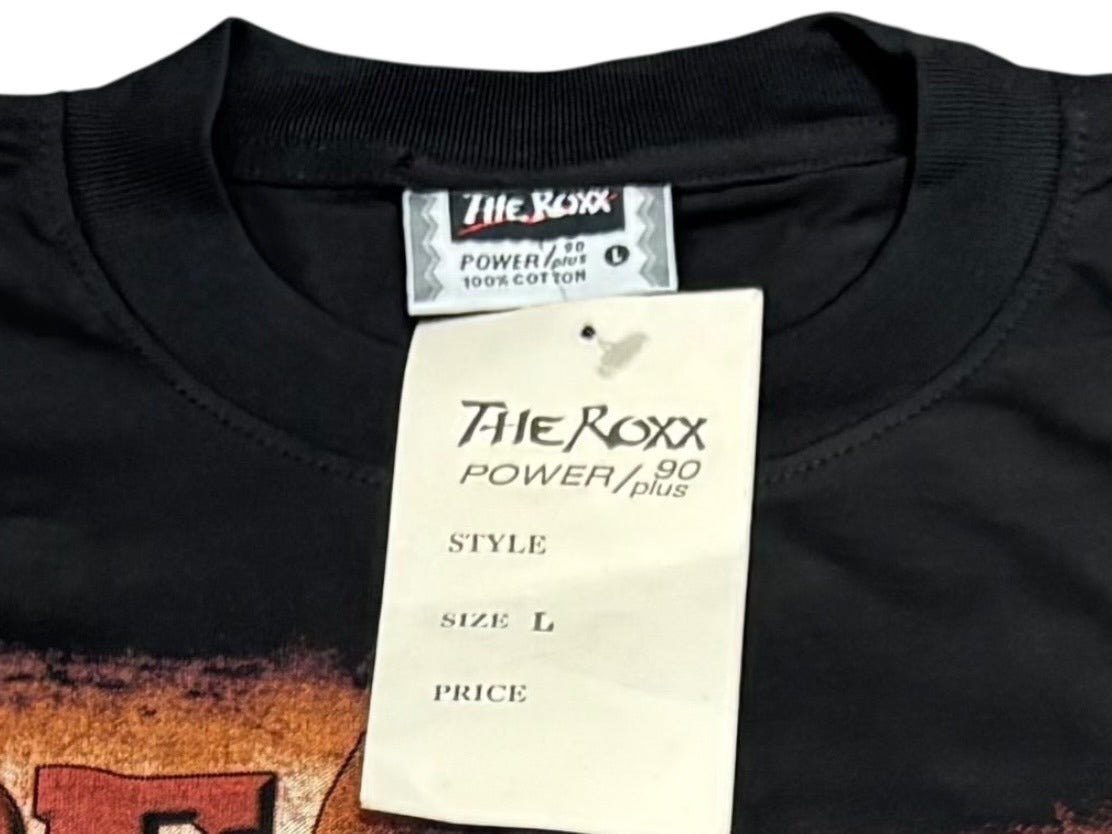 THE ROXX
POWER/90 plus L
100% COTTON
THE ROXX
POWER/90 plus
STYLE
SIZE L
PRICE